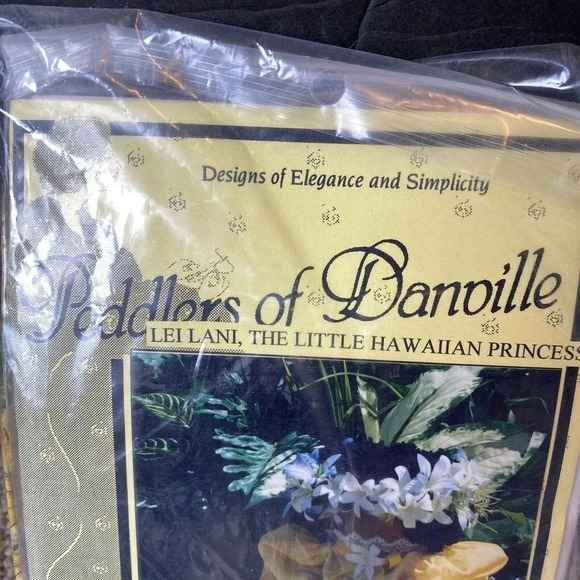 Designs of Elegance and Simplicity
Peddlers of Danville
LEI LANI, THE LITTLE HAWAIIAN PRINCESS